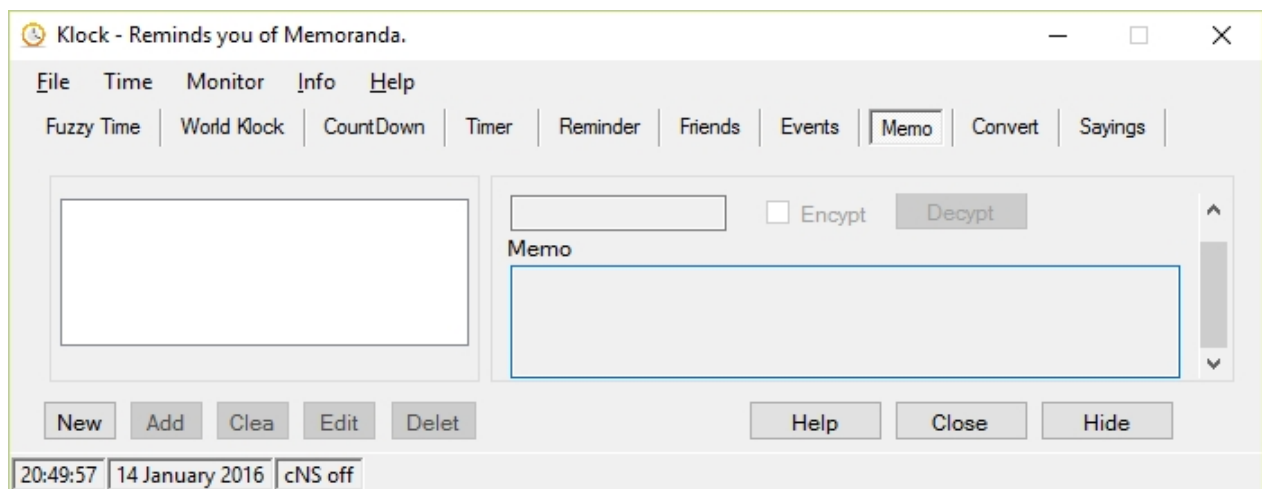 Klock - Reminds you of Memoranda.
File Time Monitor Info Help
Fuzzy Time World Klock CountDown Timer Reminder Friends Events Memo Convert Sayings
Encypt Decypt
Memo
New Add Clea Edit Delet Help Close Hide
20:49:57 14 January 2016 cNS off